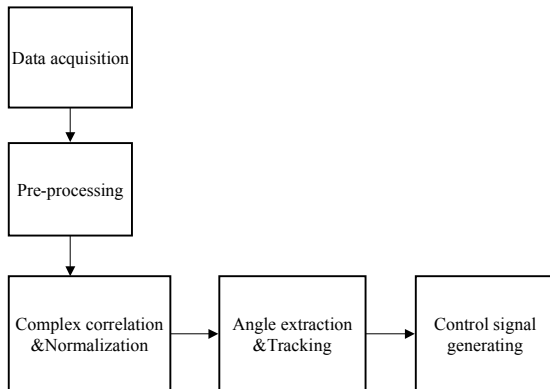 Data acquisition
Pre-processing
Complex correlation
&Normalization
Angle extraction
&Tracking
Control signal
generating